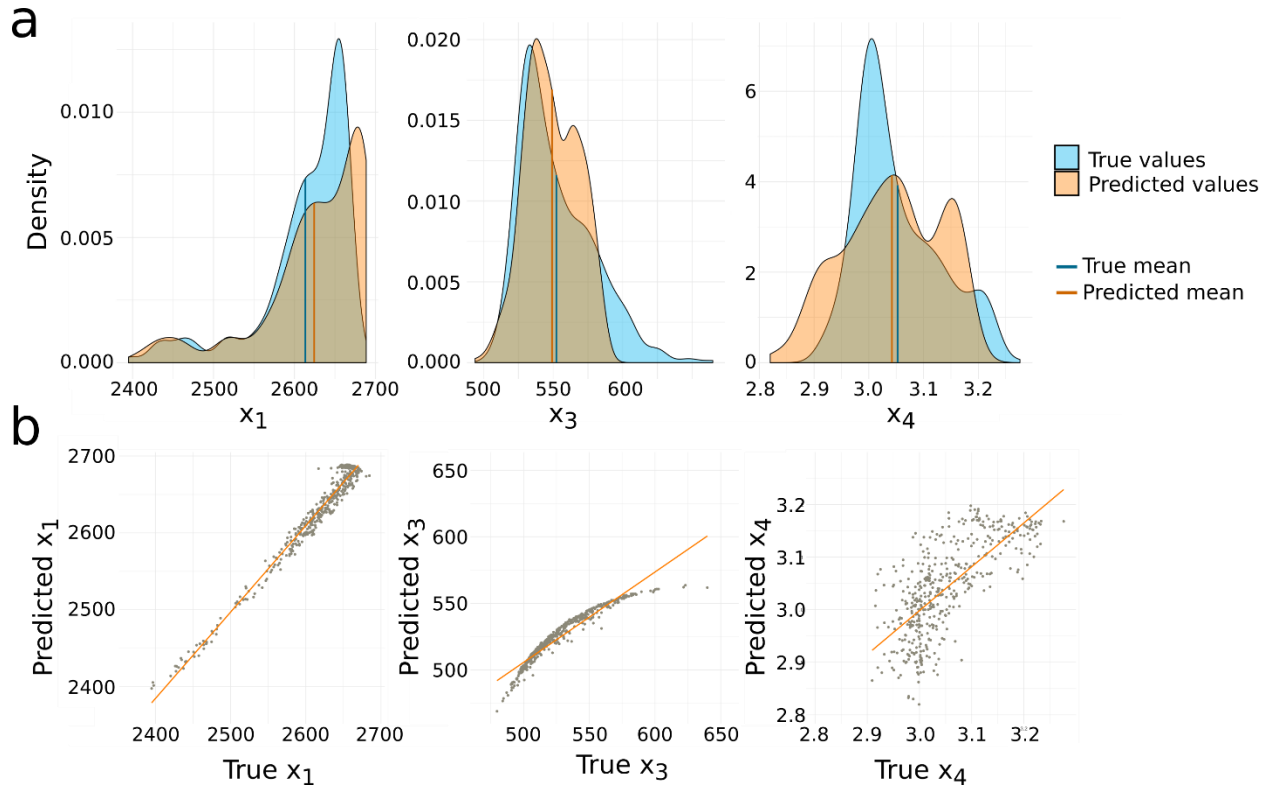 a
Density
0.010
0.005
0.000
2400 2500 2600 2700
x1
0.020
0.015
0.010
0.005
0.000
500 550 600
x3
6
4
2
0
2.8 2.9 3.0 3.1 3.2
x4
True values
Predicted values
True mean
Predicted mean
b
Predicted x1
2700
2600
2500
2400
2400 2500 2600 2700
True x1
Predicted x3
650
600
550
500
500 550 600 650
True x3
Predicted x4
3.2
3.1
3.0
2.9
2.8
2.8 2.9 3.0 3.1 3.2
True x4